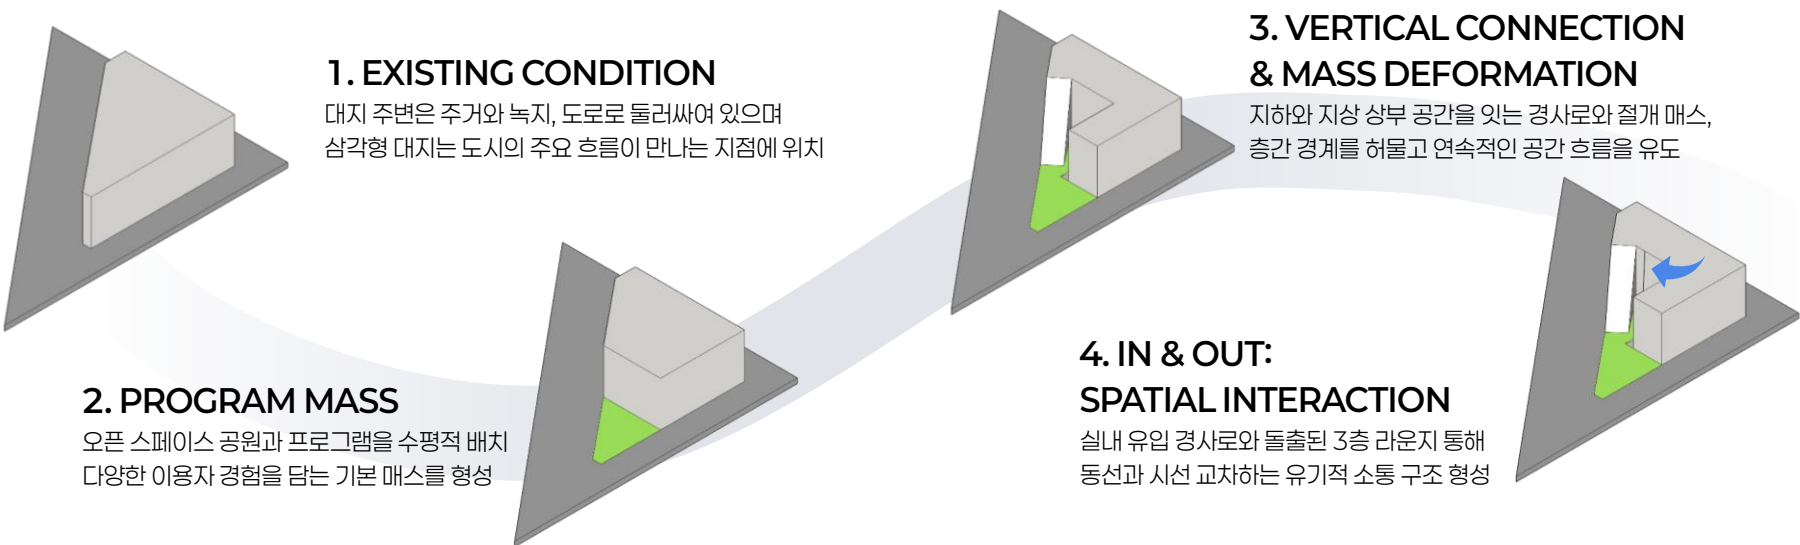 1. EXISTING CONDITION
대지 주변은 주거와 녹지, 도로로 둘러싸여 있으며
삼각형 대지는 도시의 주요 흐름이 만나는 지점에 위치
2. PROGRAM MASS
오픈 스페이스 공원과 프로그램을 수평적 배치
다양한 이용자 경험을 담는 기본 매스를 형성
3. VERTICAL CONNECTION
& MASS DEFORMATION
지하와 지상 상부 공간을 잇는 경사로와 절개 매스,
층간 경계를 허물고 연속적인 공간 흐름을 유도
4. IN & OUT:
SPATIAL INTERACTION
실내 유입 경사로와 돌출된 3층 라운지 통해
동선과 시선 교차하는 유기적 소통 구조 형성